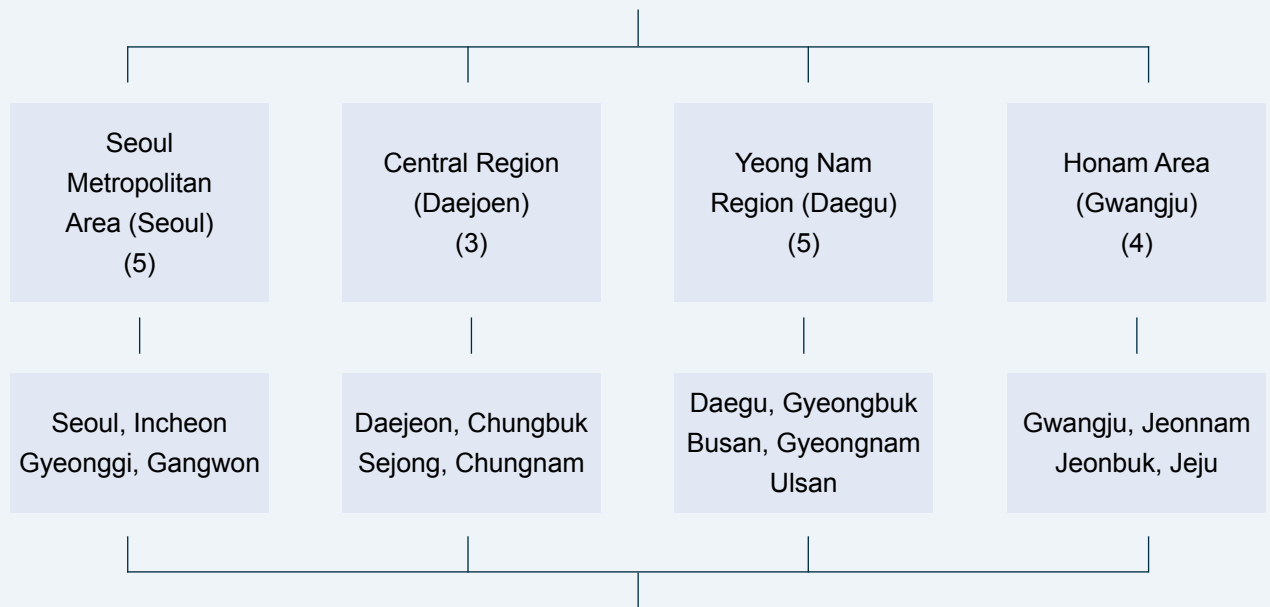 Seoul
Metropolitan
Area (Seoul)
(5)
Central Region
(Daejoen)
(3)
Yeong Nam
Region (Daegu)
(5)
Honam Area
(Gwangju)
(4)
Seoul, Incheon
Gyeonggi, Gangwon
Daejeon, Chungbuk
Sejong, Chungnam
Daegu, Gyeongbuk
Busan, Gyeongnam
Ulsan
Gwangju, Jeonnam
Jeonbuk, Jeju